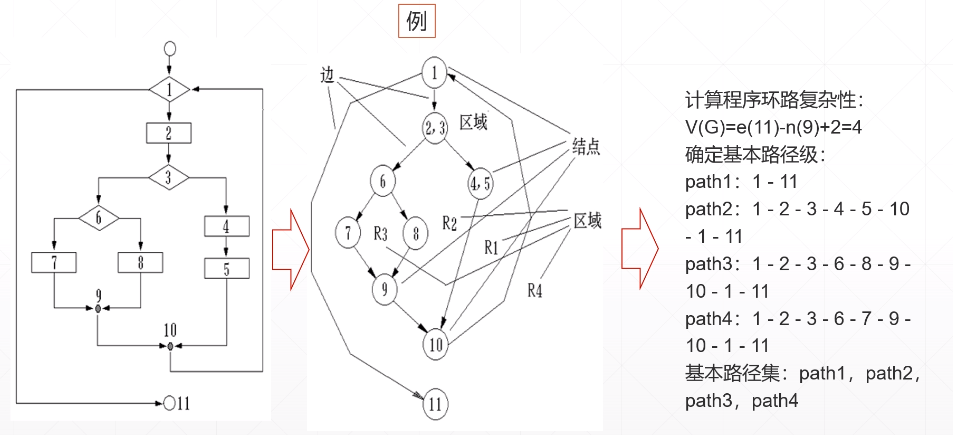 例
1
2
3
6
4
7
8
5
9
10
11
边
1
2,3
区域
结点
6
4,5
7
R3
8
R2
R1
区域
9
R4
10
11
计算程序环路复杂性：
V(G)=e(11)-n(9)+2=4
确定基本路径级：
path1：1 - 11
path2：1 - 2 - 3 - 4 - 5 - 10
- 1 - 11
path3：1 - 2 - 3 - 6 - 8 - 9 -
10 - 1 - 11
path4：1 - 2 - 3 - 6 - 7 - 9 -
10 - 1 - 11
基本路径集：path1，path2，
path3，path4